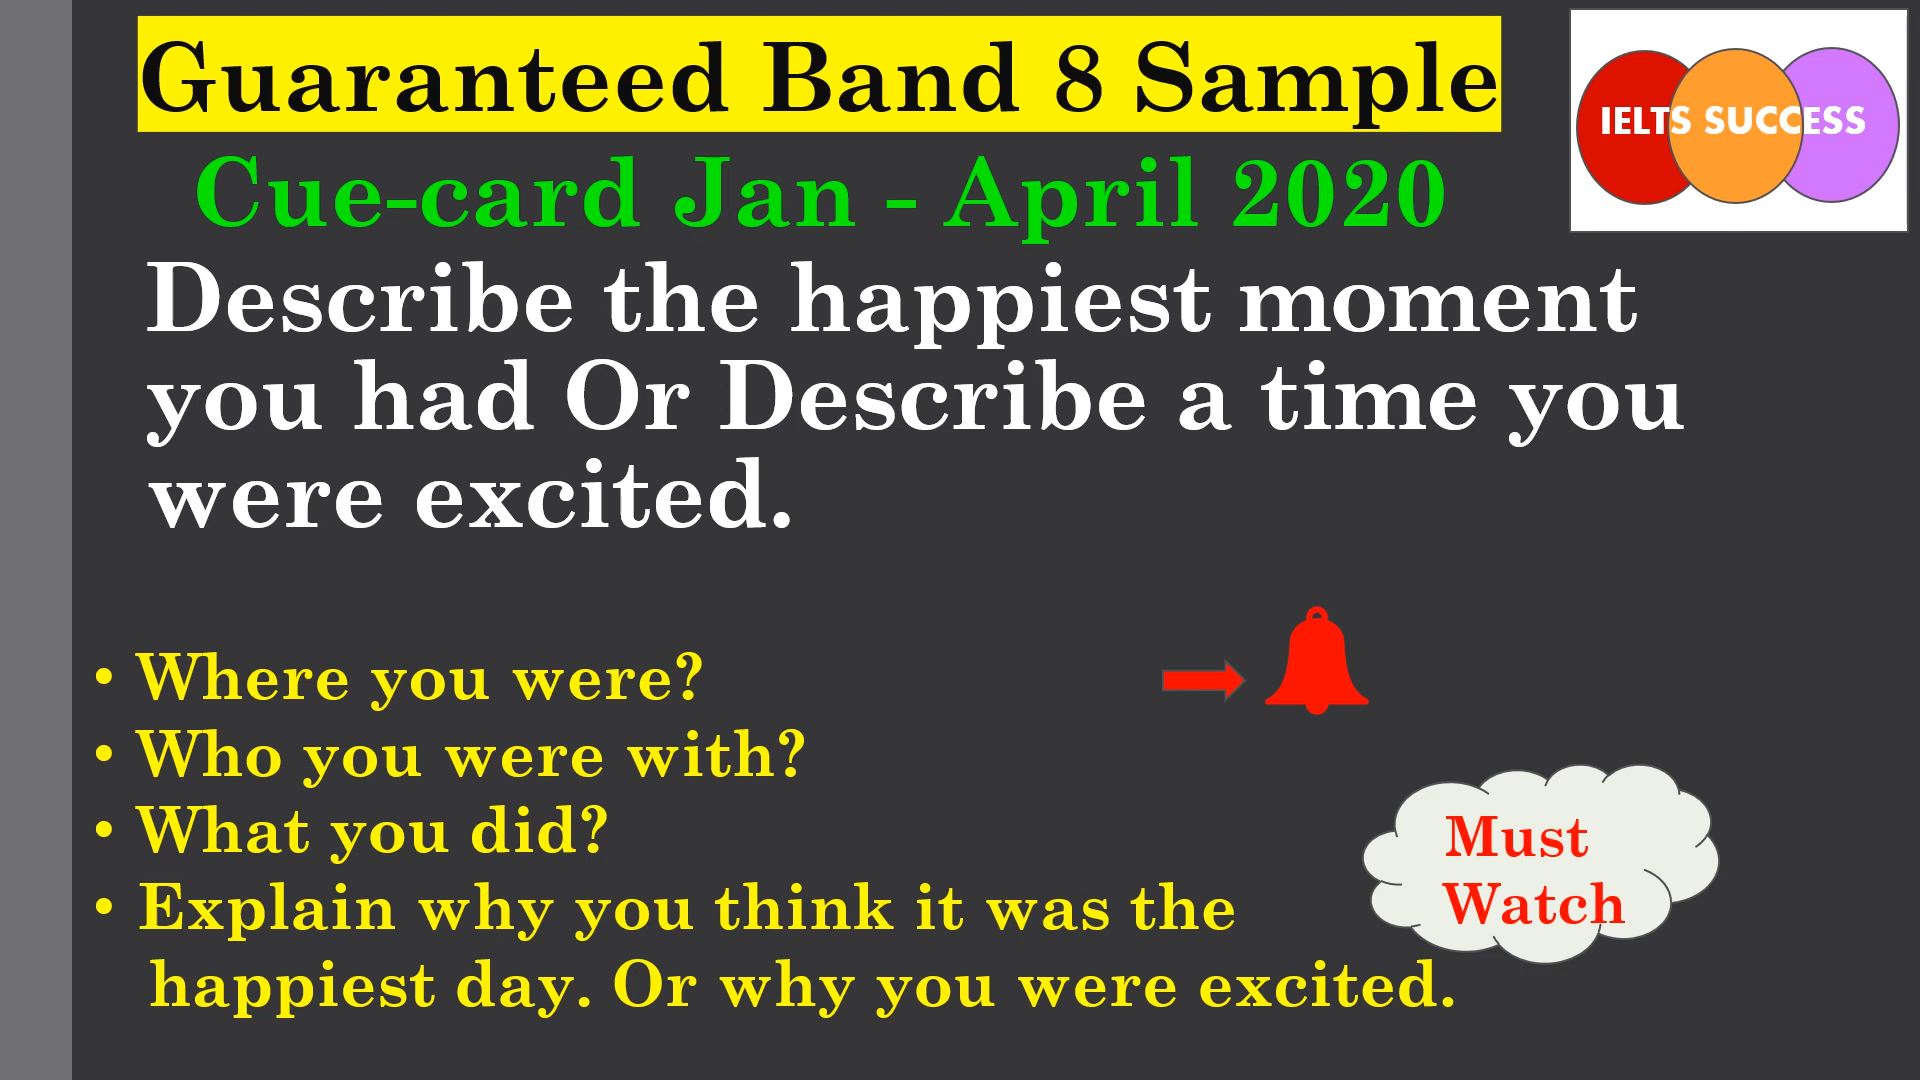 Guaranteed Band 8 Sample
IELTS SUCCESS
Cue-card Jan - April 2020
Describe the happiest moment
you had Or Describe a time you
were excited.
• Where you were?
• Who you were with?
• What you did?
• Explain why you think it was the
happiest day. Or why you were excited.
Must
Watch